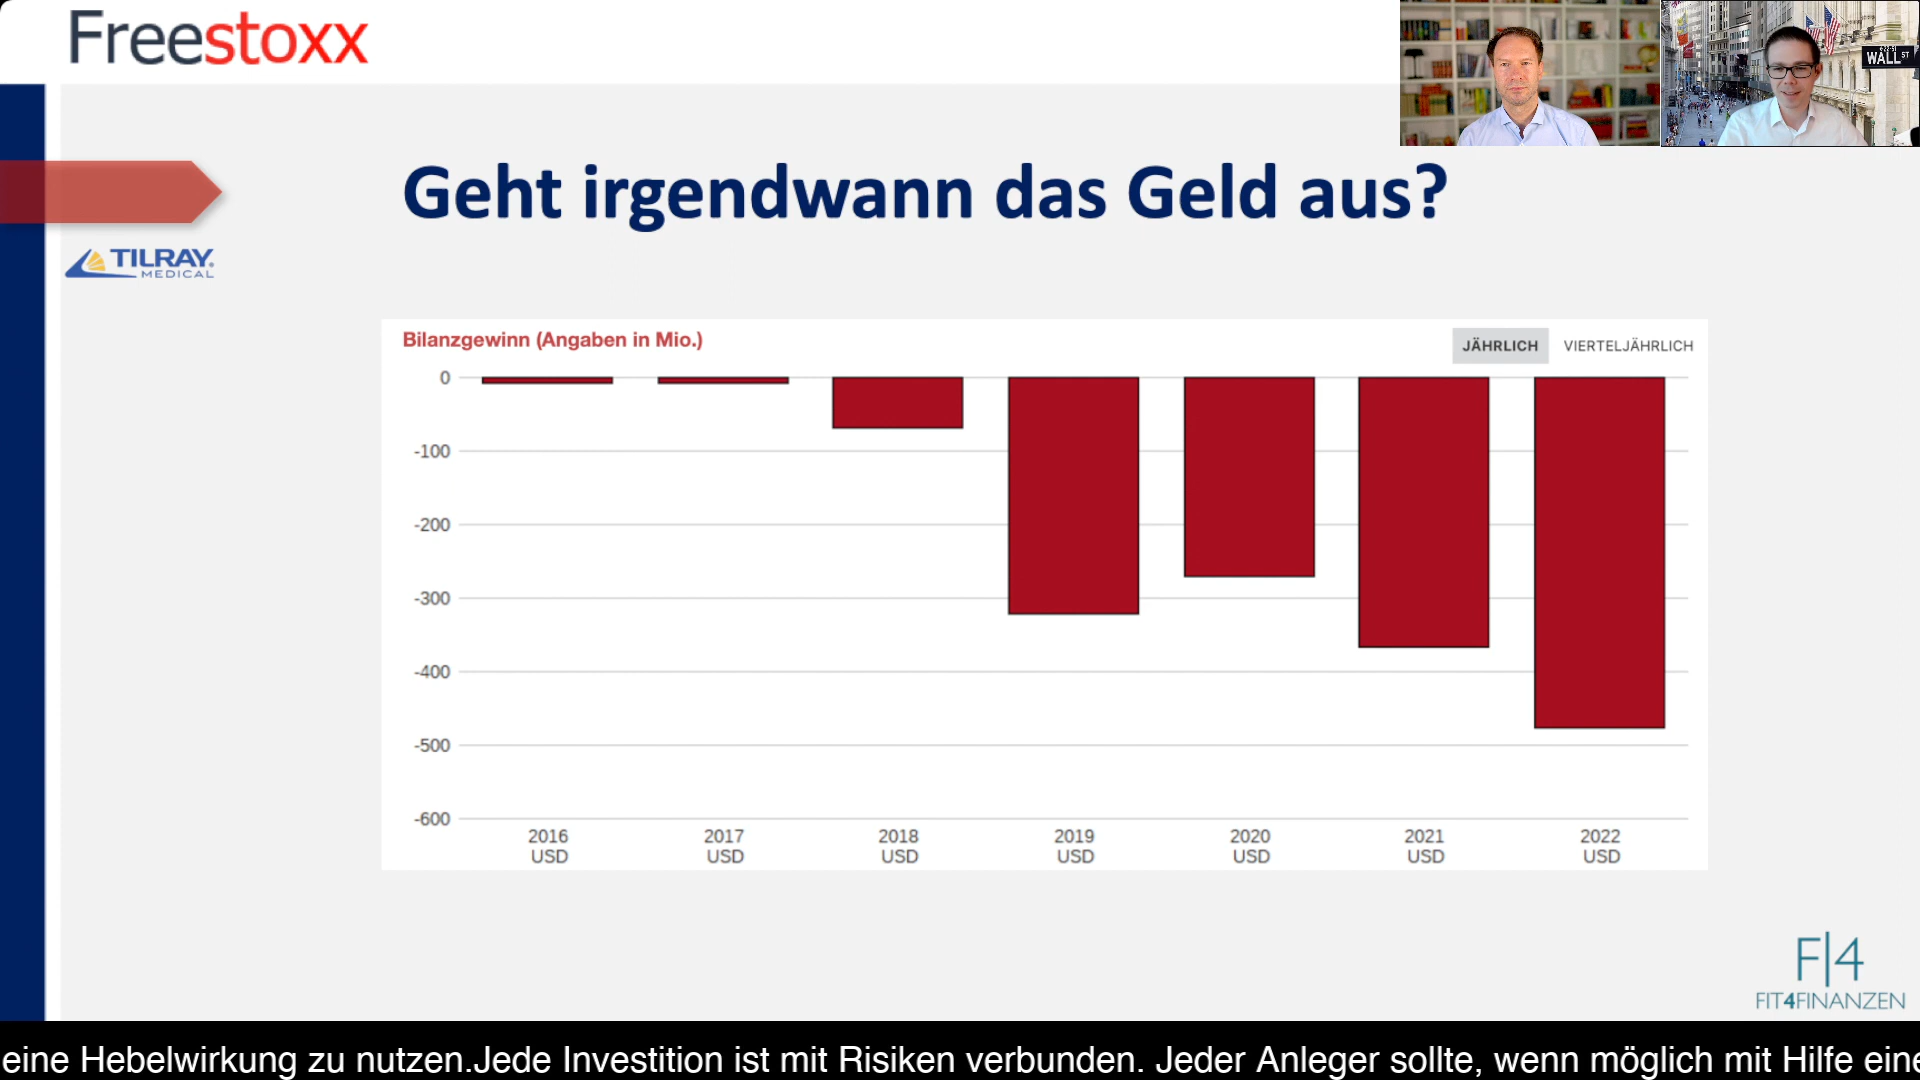 Freestoxx
WALL ST
Geht irgendwann das Geld aus?
TILRAY
MEDICAL
Bilanzgewinn (Angaben in Mio.)
JÄHRLICH VIERTELJÄHRLICH
0
-100
-200
-300
-400
-500
-600
2016 2017 2018 2019 2020 2021 2022
USD USD USD USD USD USD USD
F|4
FIT4FINANZEN
eine Hebelwirkung zu nutzen.Jede Investition ist mit Risiken verbunden. Jeder Anleger sollte, wenn möglich mit Hilfe eine